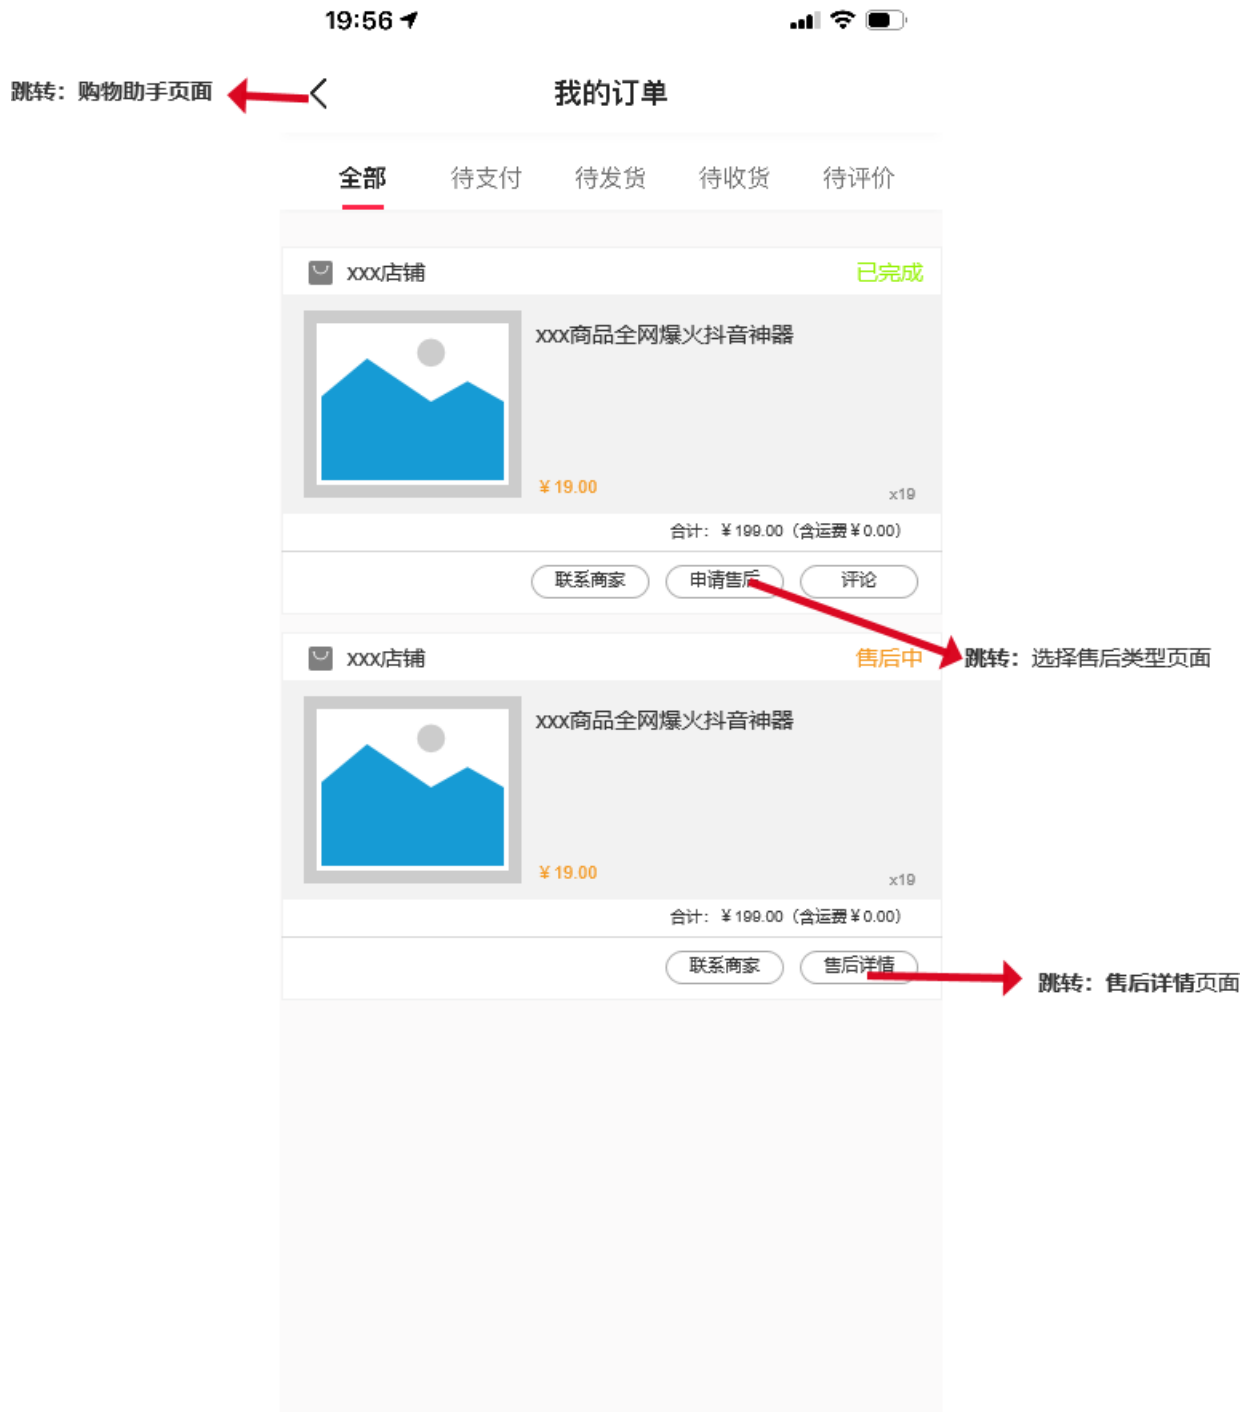 19:56
跳转：购物助手页面
我的订单
全部 待支付 待发货 待收货 待评价
xxx店铺 已完成
xxx商品全网爆火抖音神器
¥ 19.00 x19
合计：¥ 199.00（含运费¥ 0.00）
联系商家 申请售后 评论
xxx店铺 售后中
跳转：选择售后类型页面
xxx商品全网爆火抖音神器
¥ 19.00 x19
合计：¥ 199.00（含运费¥ 0.00）
联系商家 售后详情
跳转：售后详情页面